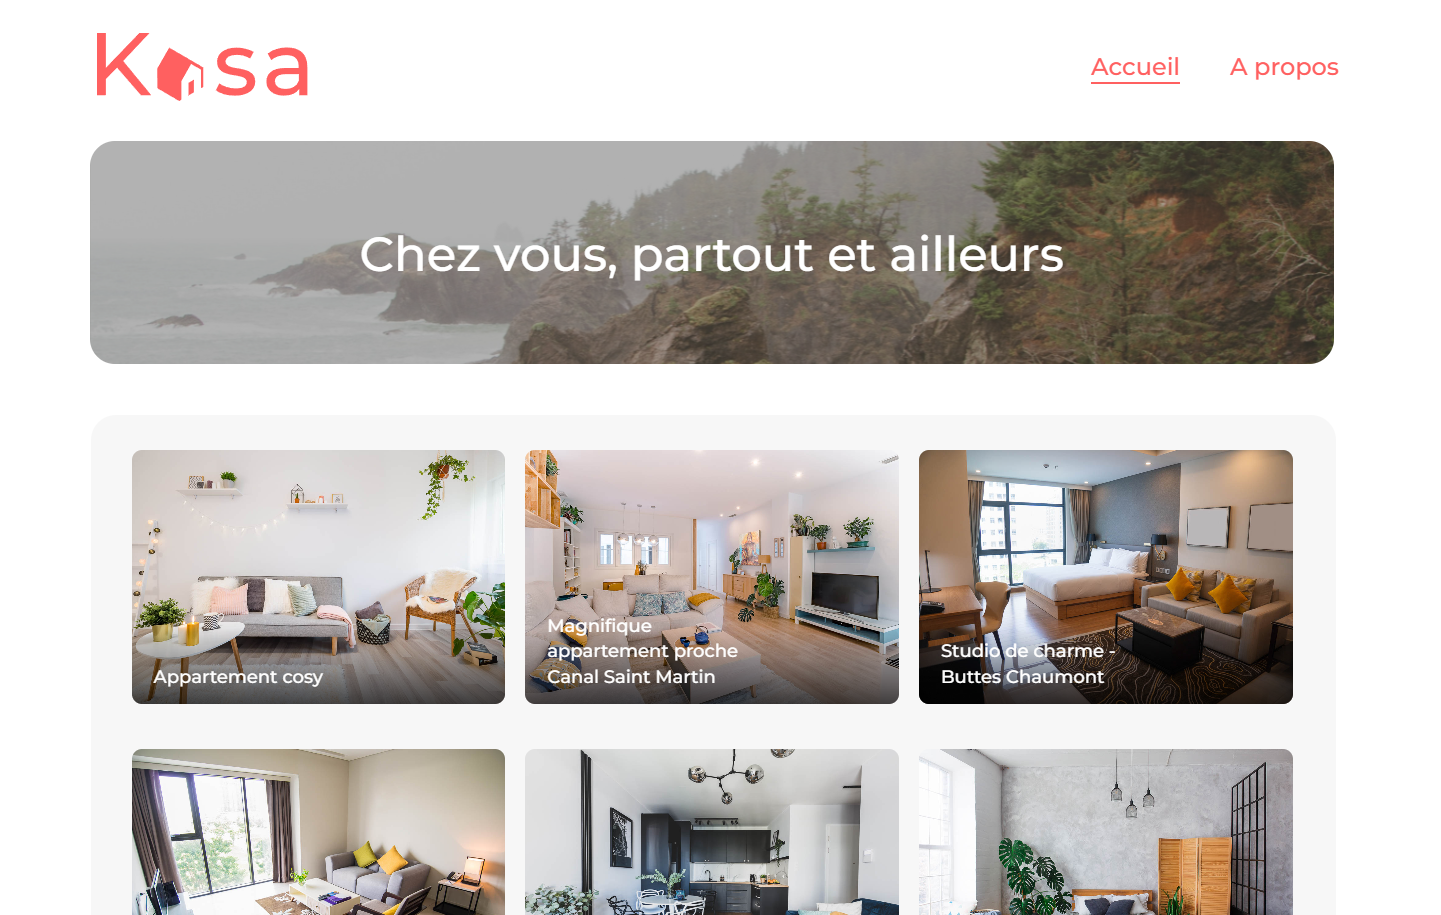 Kasa
Accueil
A propos
Chez vous, partout et ailleurs
Appartement cosy
Magnifique
appartement proche
Canal Saint Martin
Studio de charme -
Buttes Chaumont